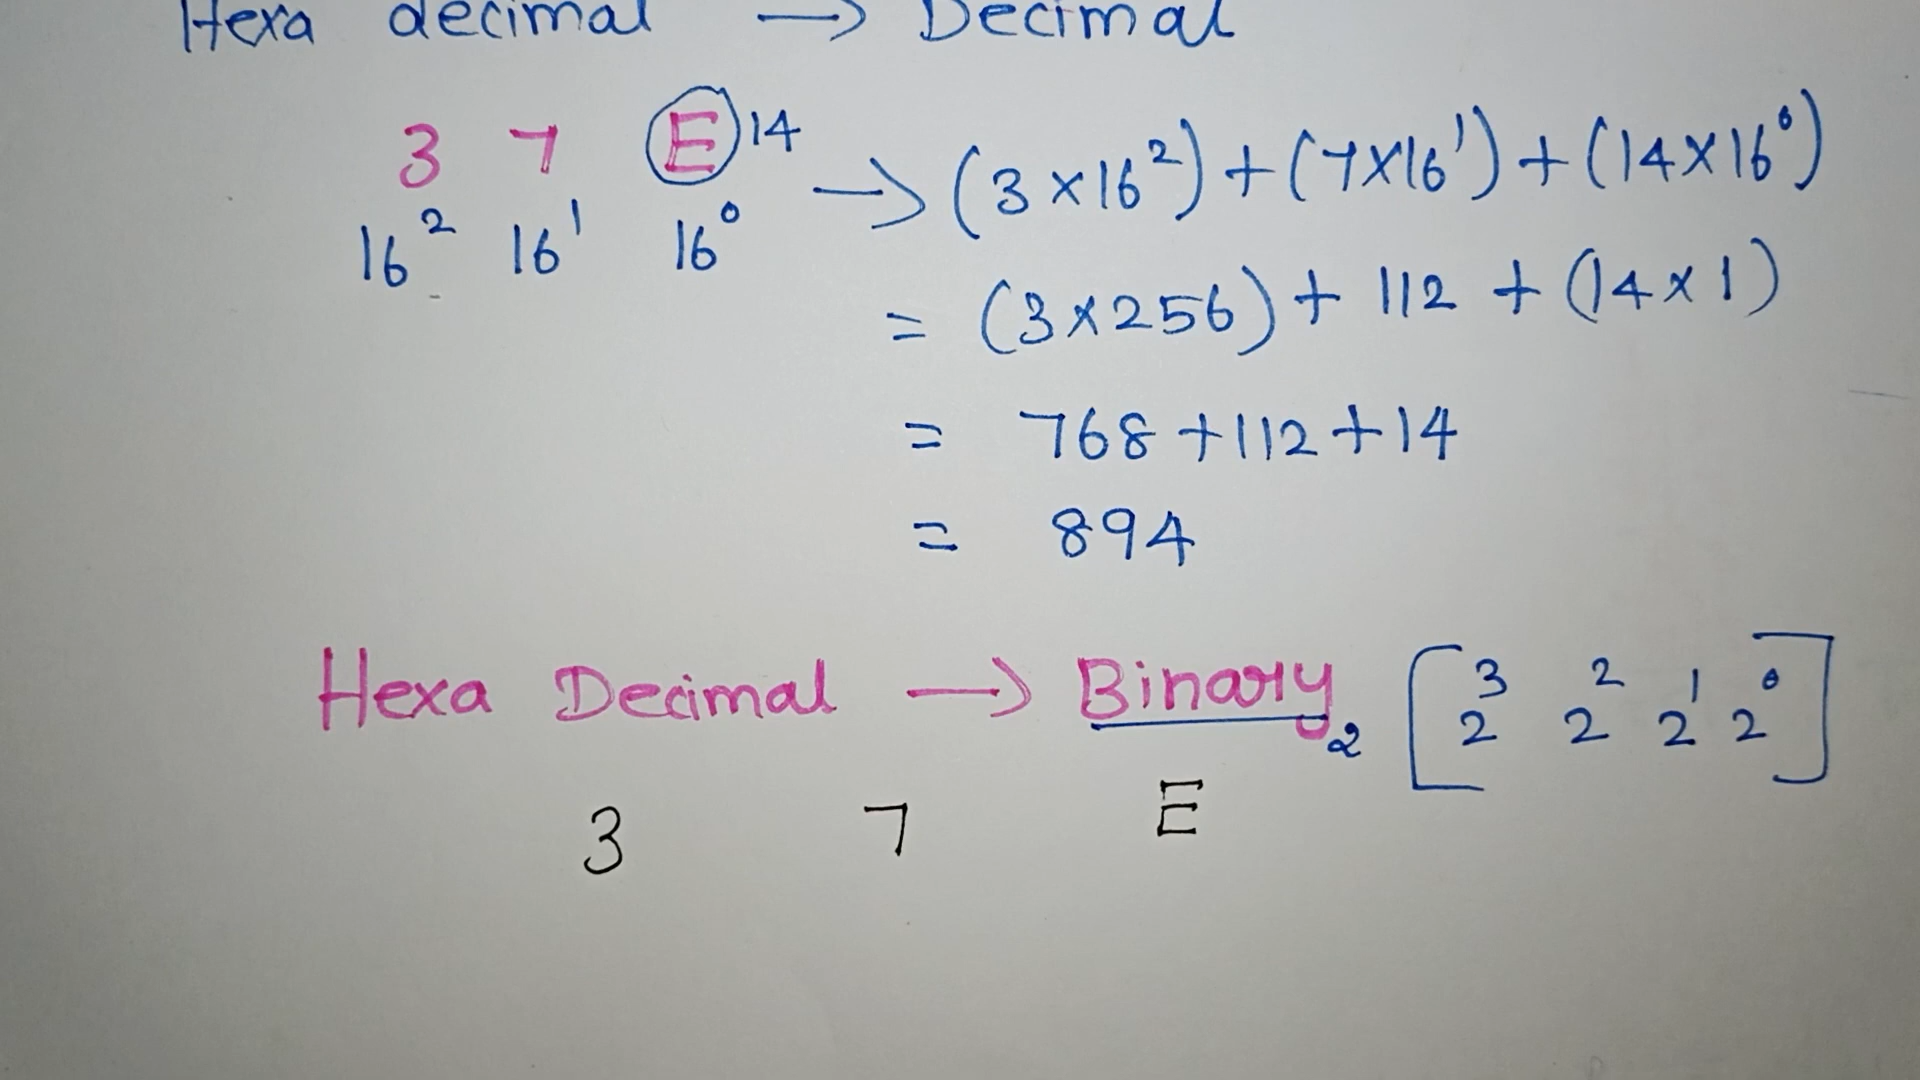 Hexa decimal → Decimal
3 7 E 14 → (3×16²)+(7×16¹)+(14×16⁰)
16² 16¹ 16⁰
= (3×256)+ 112 + (14×1)
= 768+112+14
= 894
Hexa Decimal → Binary₂ [2³ 2² 2¹ 2⁰]
3 7 E